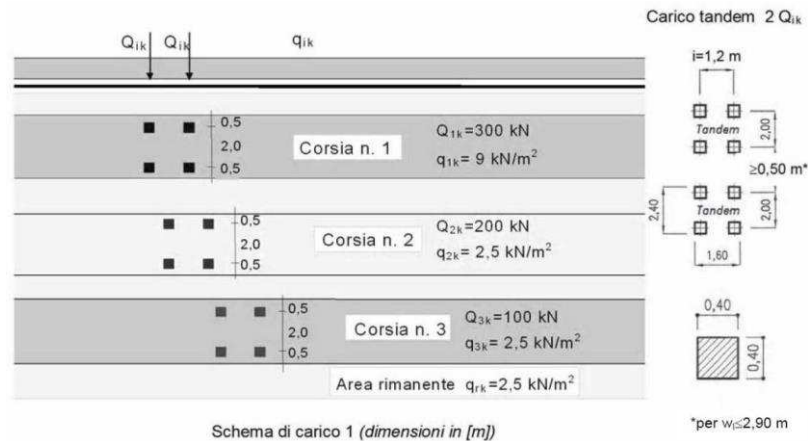 Carico tandem 2 Qik
Qik Qik qik
i=1,2 m
0,5
2,0
0,5
Corsia n. 1
Q1k=300 kN
q1k= 9 kN/m²
Tandem
2,00
≥0,50 m*
0,5
2,0
0,5
Corsia n. 2
Q2k=200 kN
q2k= 2,5 kN/m²
2,40
Tandem
2,00
1,60
0,5
2,0
0,5
Corsia n. 3
Q3k=100 kN
q3k= 2,5 kN/m²
0,40
0,40
Area rimanente qrk=2,5 kN/m²
*per wl≤2,90 m
Schema di carico 1 (dimensioni in [m])